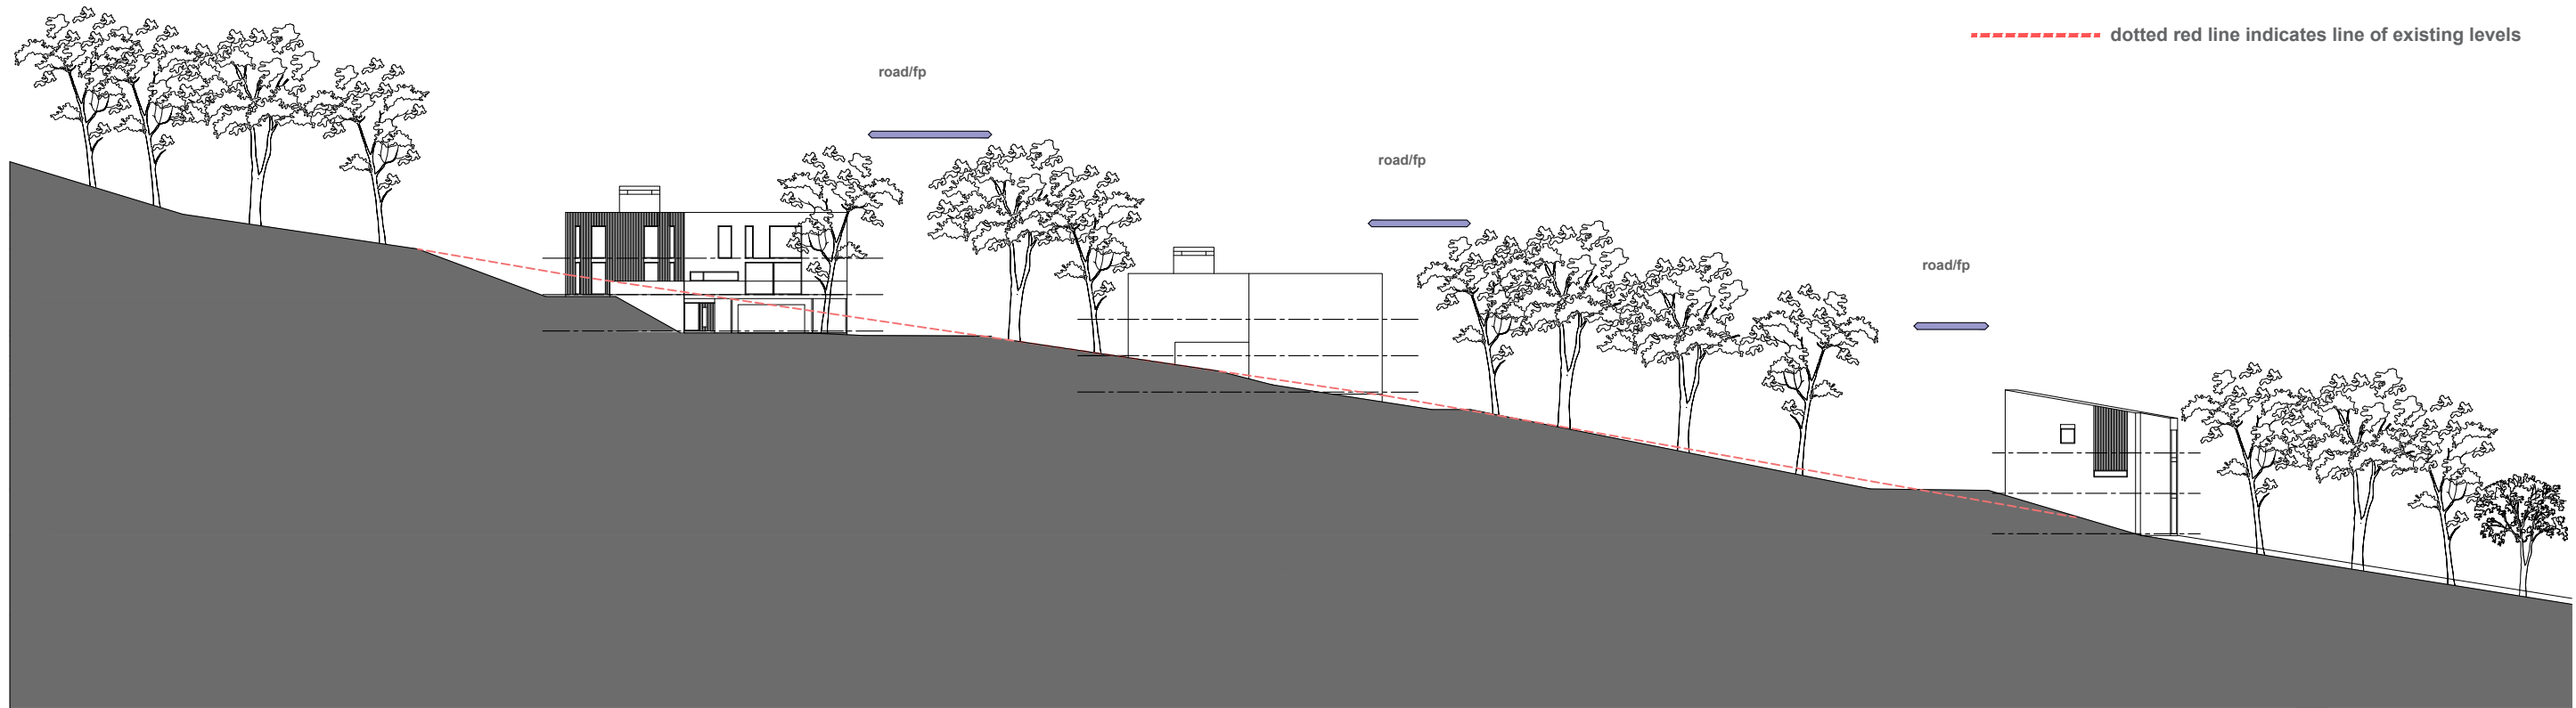 dotted red line indicates line of existing levels
road/fp
road/fp
road/fp